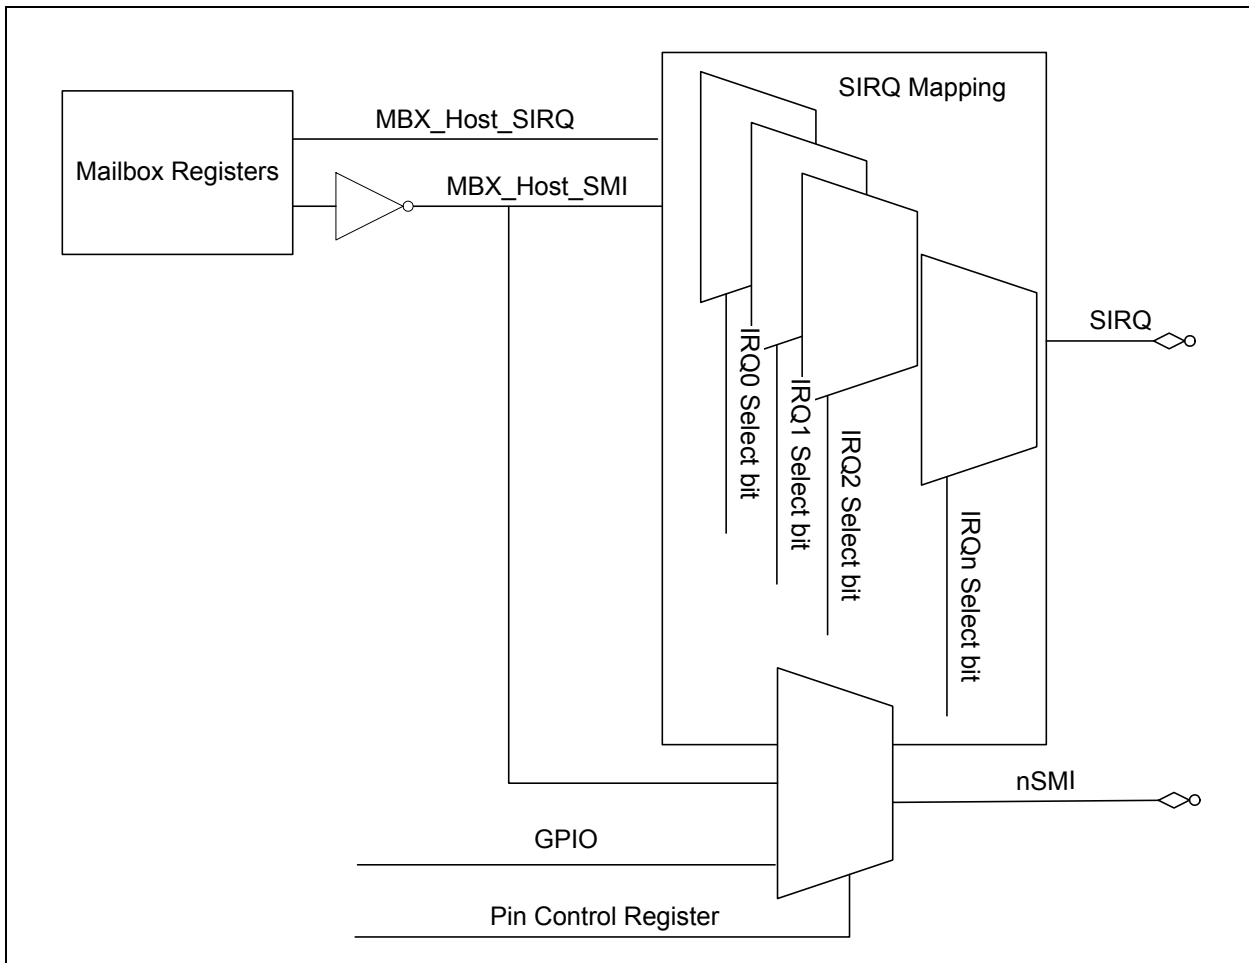 SIRQ Mapping
MBX_Host_SIRQ
Mailbox Registers
MBX_Host_SMI
SIRQ
IRQ0 Select bit
IRQ1 Select bit
IRQ2 Select bit
IRQn Select bit
nSMI
GPIO
Pin Control Register